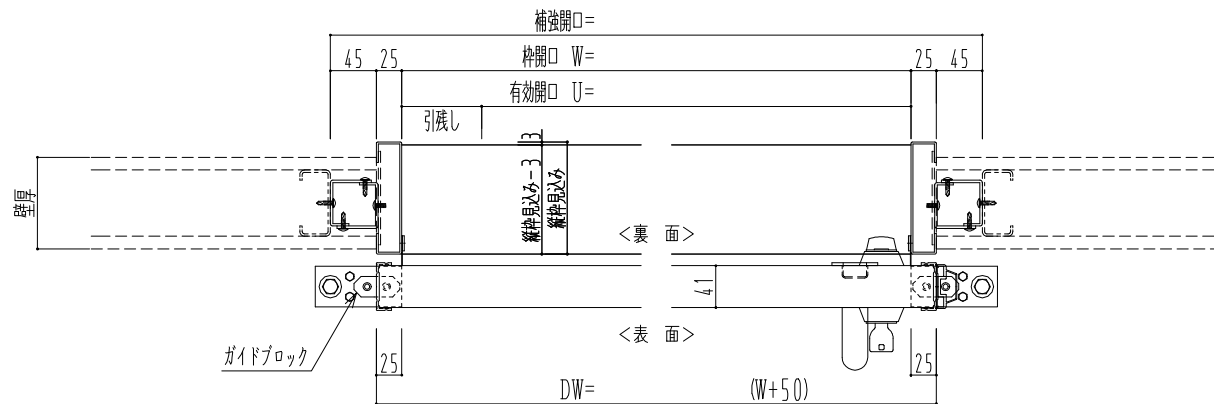 補強開口=
45 25 枠開口 W= 25 45
有効開口 U=
引残し
3
壁厚
縦枠見込み-3
縦枠見込み
<裏 面>
41
<表 面>
ガイドブロック
25 25
DW= (W+50)